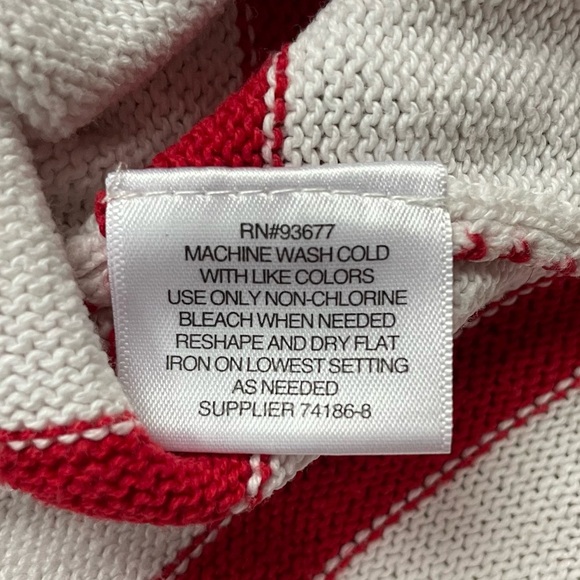 RN#93677
MACHINE WASH COLD
WITH LIKE COLORS
USE ONLY NON-CHLORINE
BLEACH WHEN NEEDED
RESHAPE AND DRY FLAT
IRON ON LOWEST SETTING
AS NEEDED
SUPPLIER 74186-8